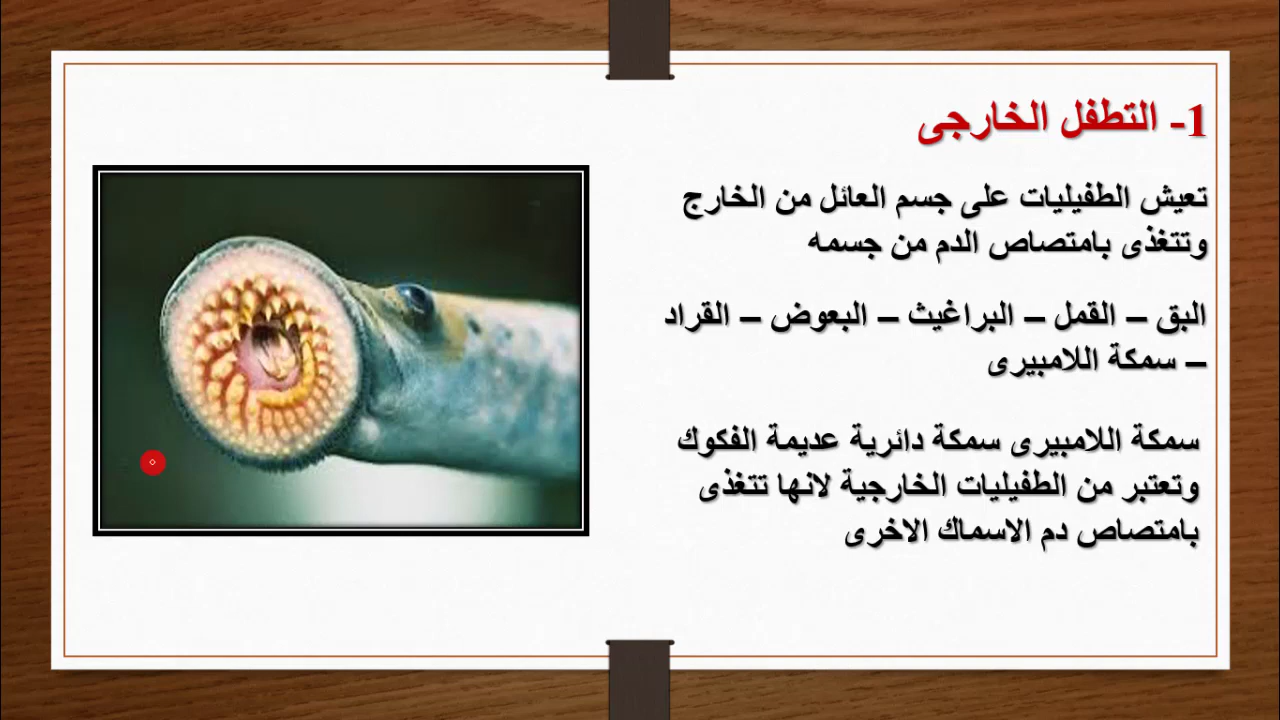 1- التطفل الخارجى
تعيش الطفيليات على جسم العائل من الخارج
وتتغذى بامتصاص الدم من جسمه
البق – القمل – البراغيث – البعوض – القراد
– سمكة اللامبيرى
سمكة اللامبيرى سمكة دائرية عديمة الفكوك
وتعتبر من الطفيليات الخارجية لانها تتغذى
بامتصاص دم الاسماك الاخرى